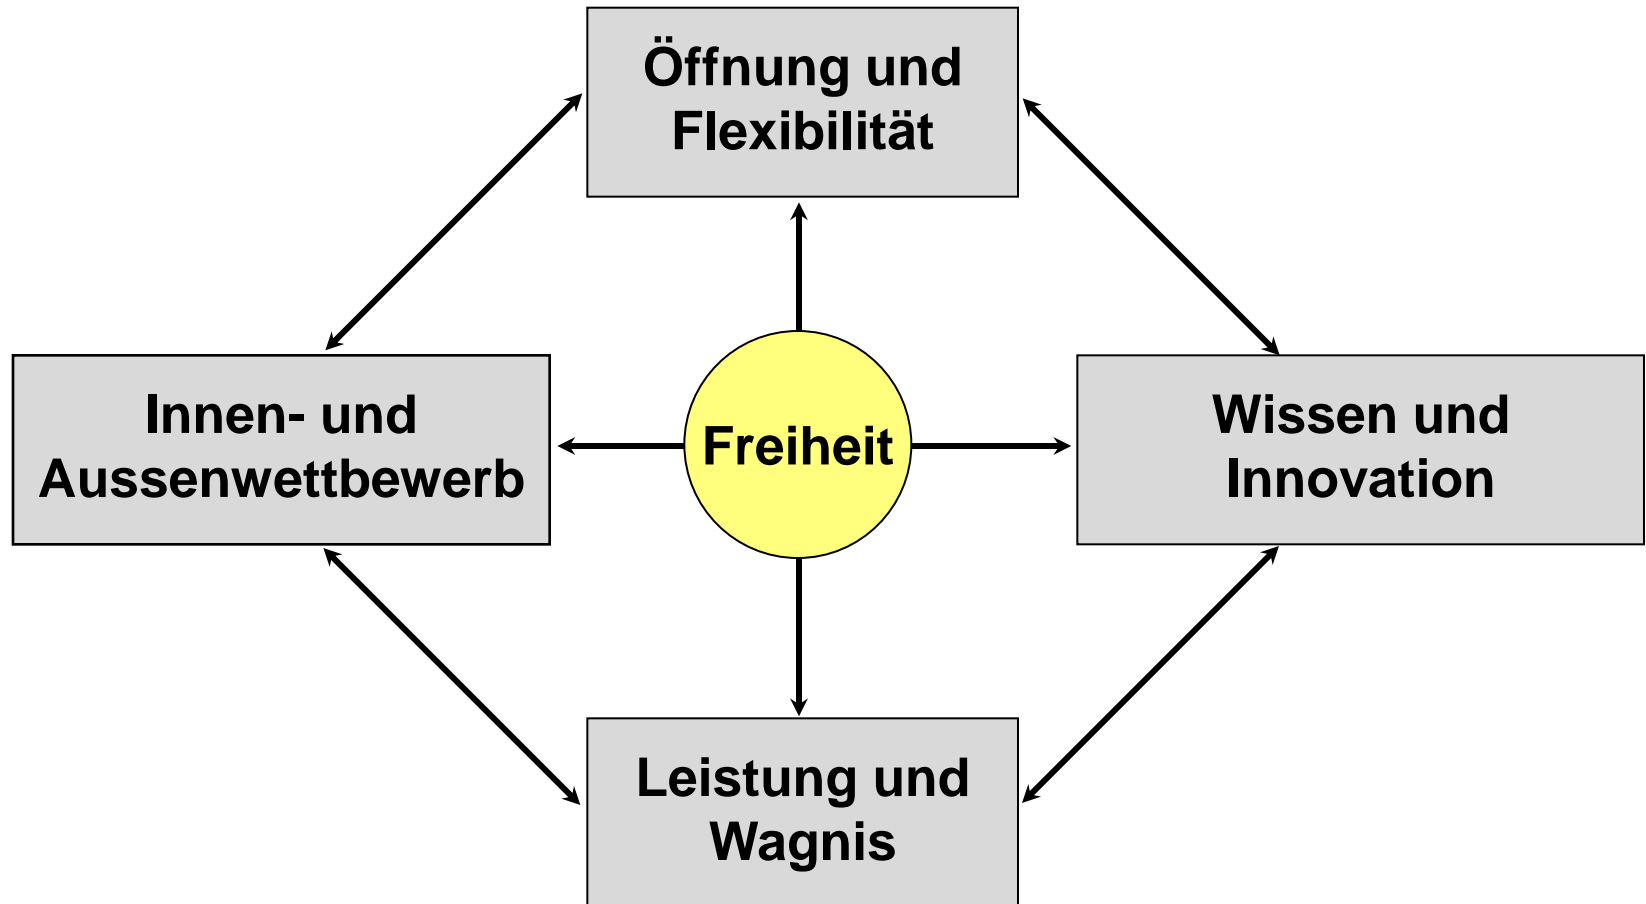 Öffnung und
Flexibilität
Innen- und
Aussenwettbewerb
Freiheit
Wissen und
Innovation
Leistung und
Wagnis